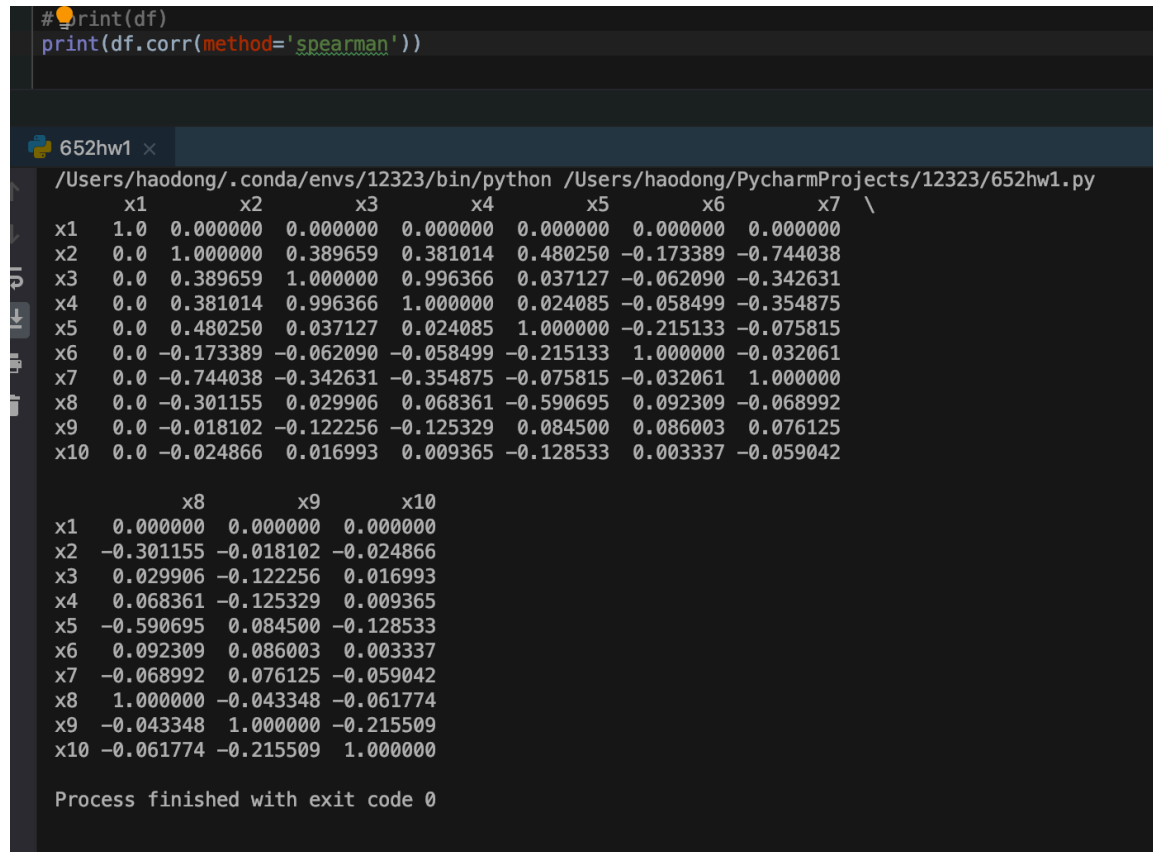 # print(df)
print(df.corr(method='spearman'))
652hw1 ×
/Users/haodong/.conda/envs/12323/bin/python /Users/haodong/PycharmProjects/12323/652hw1.py
      x1        x2        x3        x4        x5        x6        x7  \
x1   1.0  0.000000  0.000000  0.000000  0.000000  0.000000  0.000000
x2   0.0  1.000000  0.389659  0.381014  0.480250 -0.173389 -0.744038
x3   0.0  0.389659  1.000000  0.996366  0.037127 -0.062090 -0.342631
x4   0.0  0.381014  0.996366  1.000000  0.024085 -0.058499 -0.354875
x5   0.0  0.480250  0.037127  0.024085  1.000000 -0.215133 -0.075815
x6   0.0 -0.173389 -0.062090 -0.058499 -0.215133  1.000000 -0.032061
x7   0.0 -0.744038 -0.342631 -0.354875 -0.075815 -0.032061  1.000000
x8   0.0 -0.301155  0.029906  0.068361 -0.590695  0.092309 -0.068992
x9   0.0 -0.018102 -0.122256 -0.125329  0.084500  0.086003  0.076125
x10  0.0 -0.024866  0.016993  0.009365 -0.128533  0.003337 -0.059042
           x8        x9       x10
x1   0.000000  0.000000  0.000000
x2  -0.301155 -0.018102 -0.024866
x3   0.029906 -0.122256  0.016993
x4   0.068361 -0.125329  0.009365
x5  -0.590695  0.084500 -0.128533
x6   0.092309  0.086003  0.003337
x7  -0.068992  0.076125 -0.059042
x8   1.000000 -0.043348 -0.061774
x9  -0.043348  1.000000 -0.215509
x10 -0.061774 -0.215509  1.000000
Process finished with exit code 0